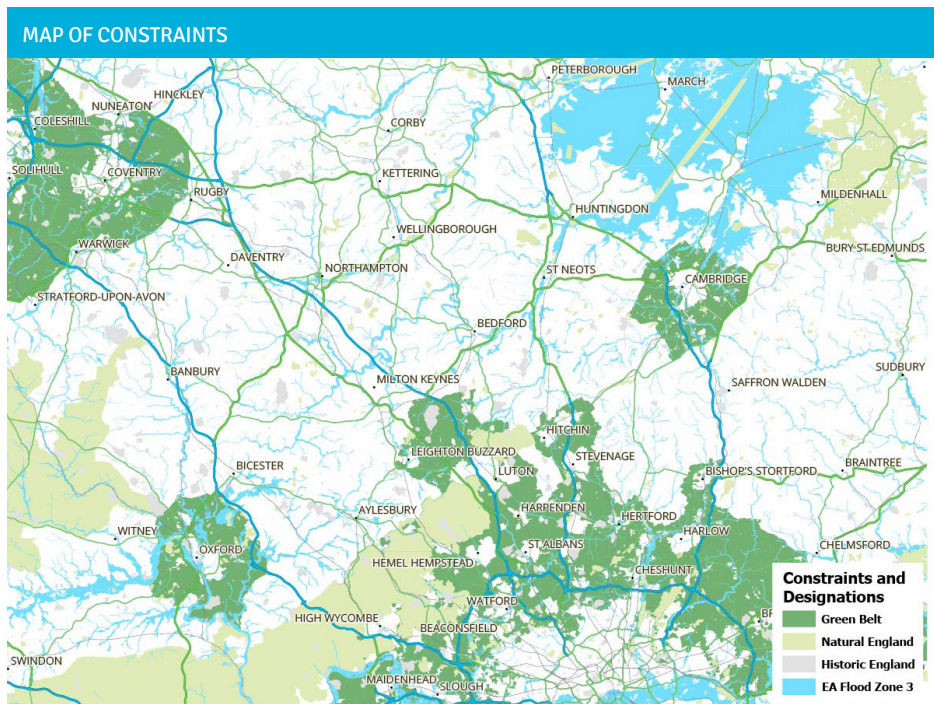 MAP OF CONSTRAINTS
PETERBOROUGH
MARCH
HINCKLEY
NUNEATON
COLESHILL
CORBY
SOLIHULL
COVENTRY
KETTERING
RUGBY
MILDENHALL
HUNTINGDON
WELLINGBOROUGH
WARWICK
BURY ST EDMUNDS
DAVENTRY
NORTHAMPTON
ST NEOTS
CAMBRIDGE
STRATFORD-UPON-AVON
BEDFORD
BANBURY
MILTON KEYNES
SAFFRON WALDEN
SUDBURY
HITCHIN
LEIGHTON BUZZARD
STEVENAGE
BICESTER
LUTON
BISHOP'S STORTFORD
BRAINTREE
AYLESBURY
HARPENDEN
HERTFORD
WITNEY
HARLOW
OXFORD
ST ALBANS
CHELMSFORD
HEMEL HEMPSTEAD
CHESHUNT
WATFORD
HIGH WYCOMBE
BEACONSFIELD
BR
SWINDON
MAIDENHEAD
SLOUGH
Constraints and
Designations
Green Belt
Natural England
Historic England
EA Flood Zone 3